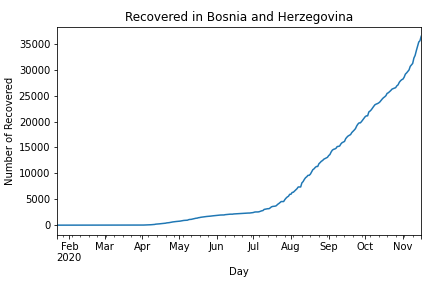 Recovered in Bosnia and Herzegovina
Number of Recovered
35000
30000
25000
20000
15000
10000
5000
0
Feb Mar Apr May Jun Jul Aug Sep Oct Nov
2020
Day